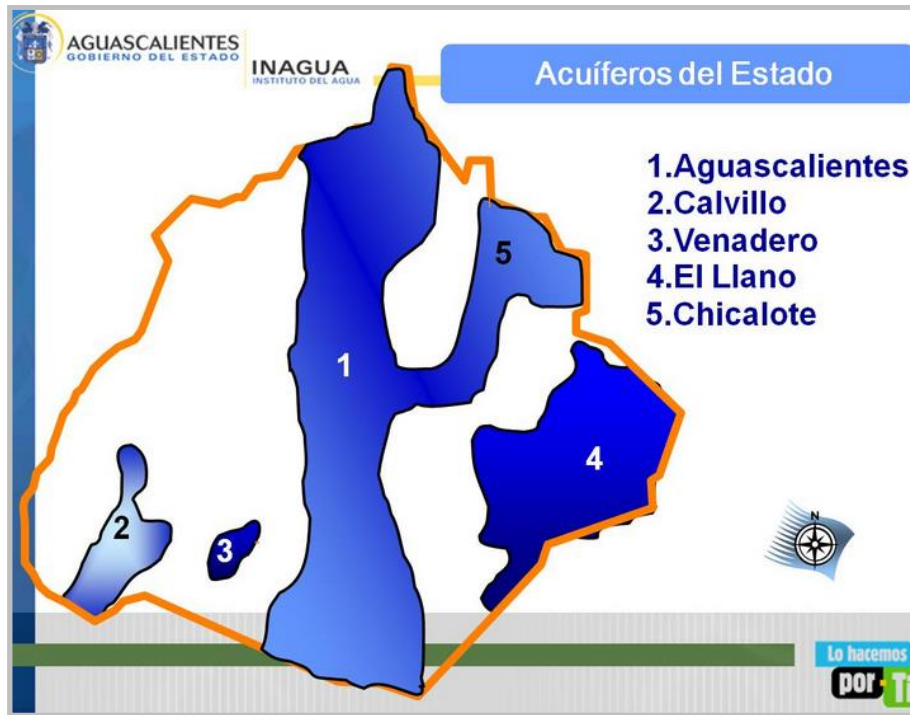 AGUASCALIENTES
GOBIERNO DEL ESTADO
INAGUA
INSTITUTO DEL AGUA
Acuíferos del Estado
1.Aguascalientes
2.Calvillo
3.Venadero
4.El Llano
5.Chicalote
5
1
4
2
3
N
Lo hacemos
por Ti